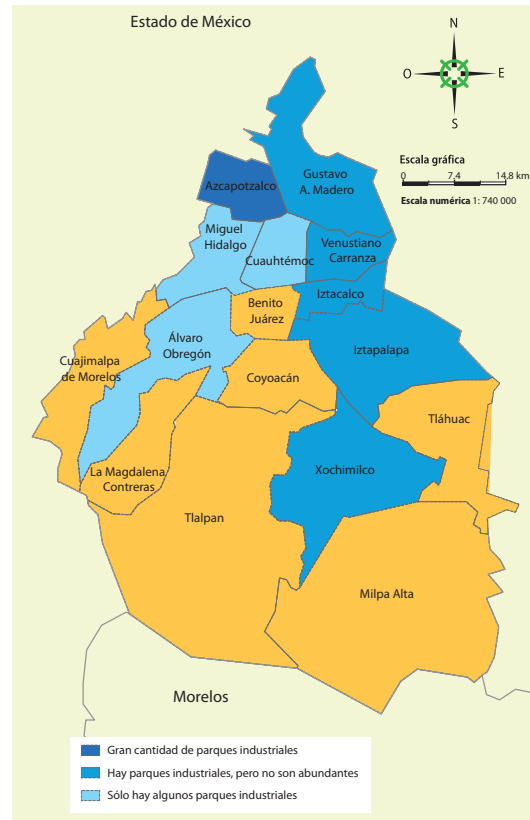 Estado de México
N
O
E
S
Escala gráfica
0 7,4 14,8 km
Escala numérica 1: 740 000
Gustavo
A. Madero
Azcapotzalco
Miguel
Hidalgo
Cuauhtémoc
Venustiano
Carranza
Iztacalco
Benito
Juárez
Álvaro
Obregón
Iztapalapa
Cuajimalpa
de Morelos
Coyoacán
Tláhuac
La Magdalena
Contreras
Xochimilco
Tlalpan
Milpa Alta
Morelos
Gran cantidad de parques industriales
Hay parques industriales, pero no son abundantes
Sólo hay algunos parques industriales